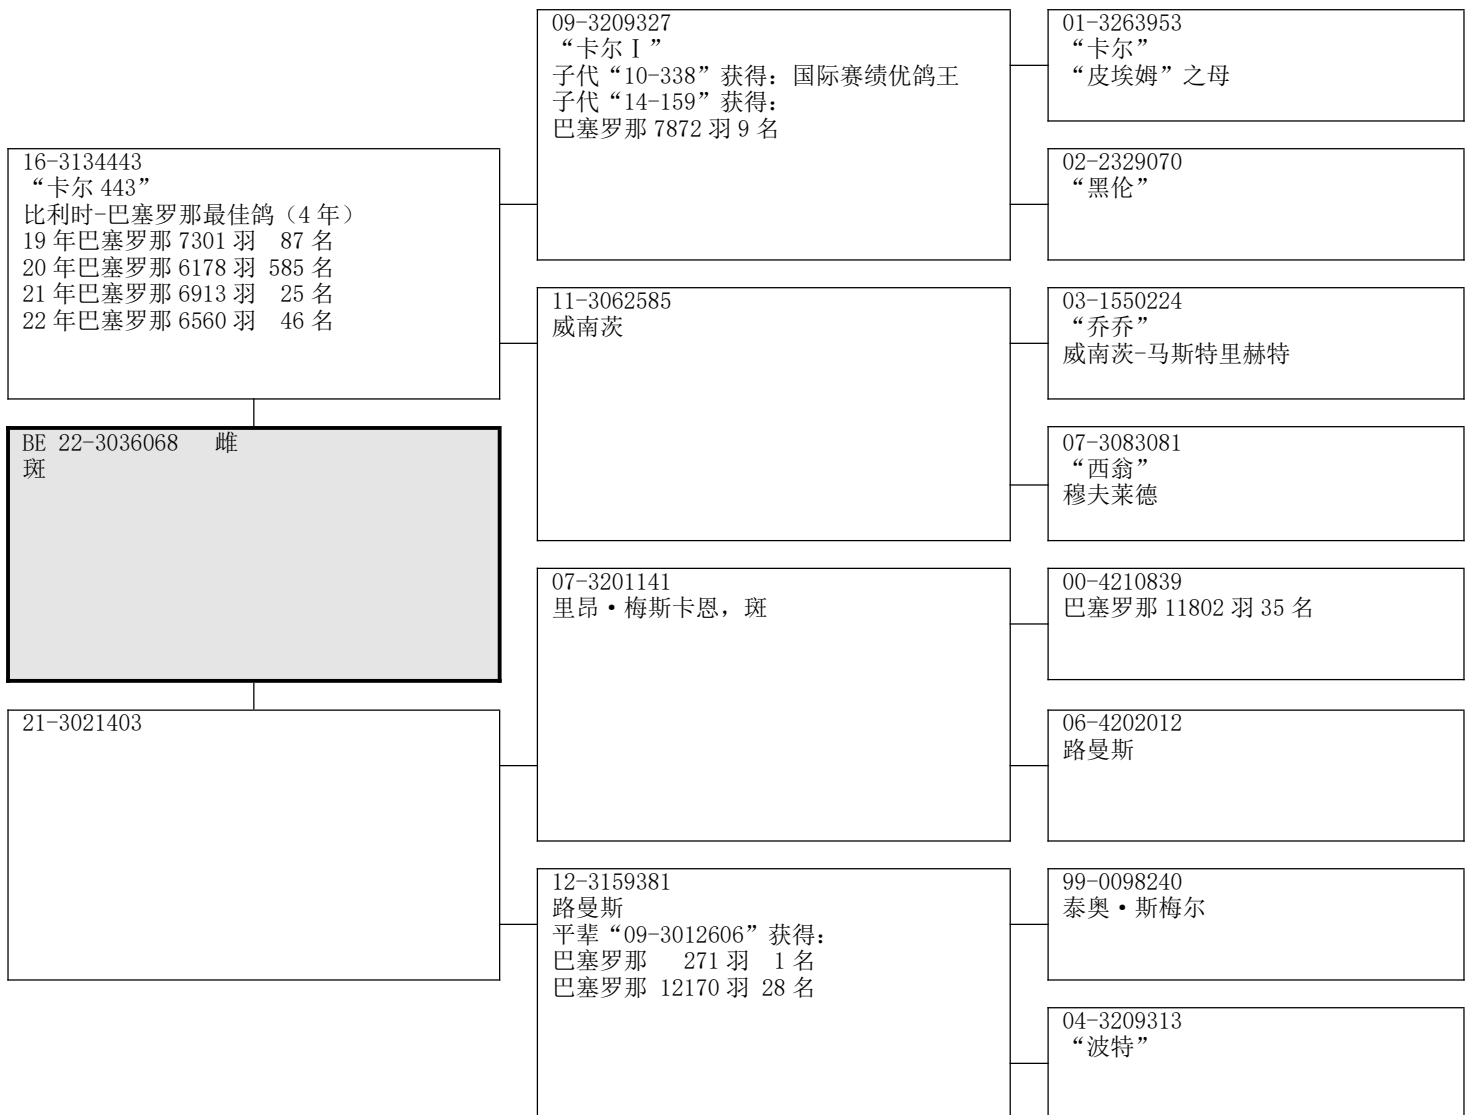 16-3134443
“卡尔 443”
比利时-巴塞罗那最佳鸽（4 年）
19 年巴塞罗那 7301 羽 87 名
20 年巴塞罗那 6178 羽 585 名
21 年巴塞罗那 6913 羽 25 名
22 年巴塞罗那 6560 羽 46 名
BE 22-3036068 雌
斑
21-3021403
09-3209327
“卡尔Ⅰ”
子代“10-338”获得：国际赛绩优鸽王
子代“14-159”获得：
巴塞罗那 7872 羽 9 名
11-3062585
威南茨
07-3201141
里昂·梅斯卡恩，斑
12-3159381
路曼斯
平辈“09-3012606”获得：
巴塞罗那 271 羽 1 名
巴塞罗那 12170 羽 28 名
01-3263953
“卡尔”
“皮埃姆”之母
02-2329070
“黑伦”
03-1550224
“乔乔”
威南茨-马斯特里赫特
07-3083081
“西翁”
穆夫莱德
00-4210839
巴塞罗那 11802 羽 35 名
06-4202012
路曼斯
99-0098240
泰奥·斯梅尔
04-3209313
“波特”